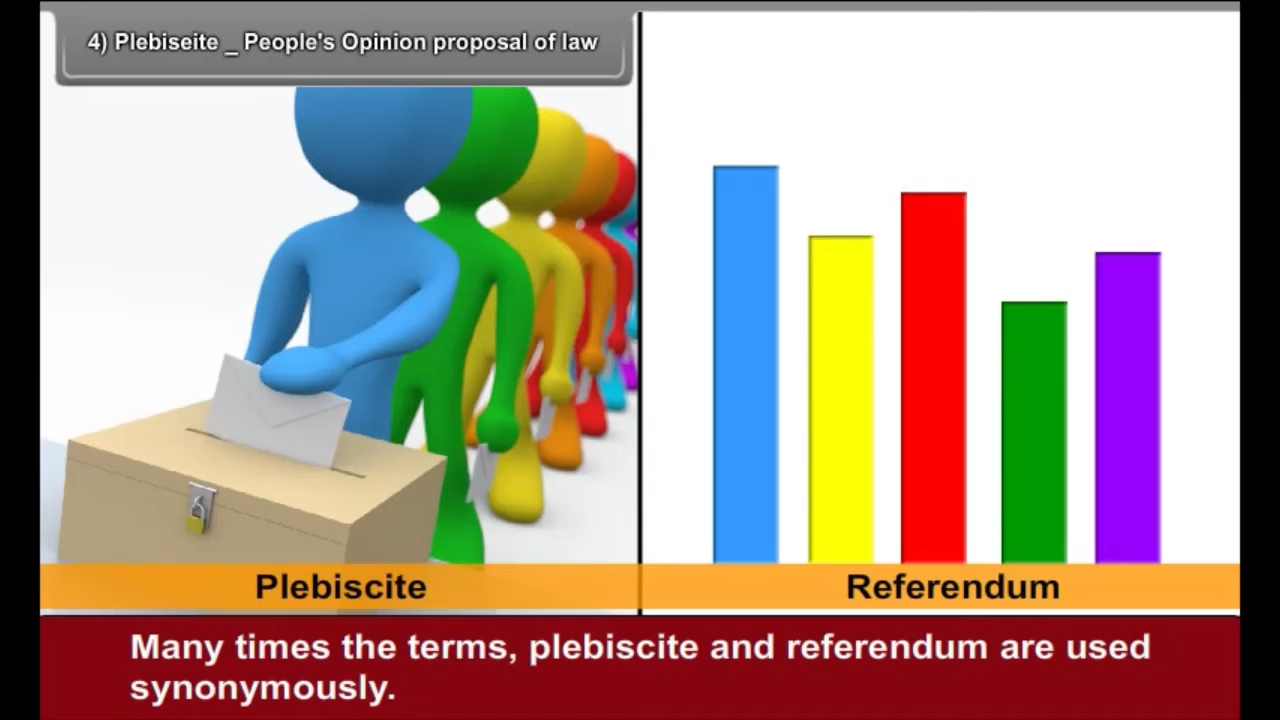 4) Plebiseite _ People's Opinion proposal of law
Plebiscite
Referendum
Many times the terms, plebiscite and referendum are used
synonymously.